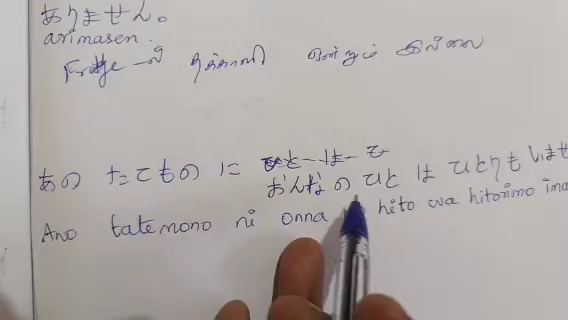 ありません。
arimasen.
Fridge -ல் தக்காளி ஒன்றும் இல்லை
あの たてもの に
おんなの ひと は ひとりも いませ
Ano tatemono ni onna hito wa hitorimo ima